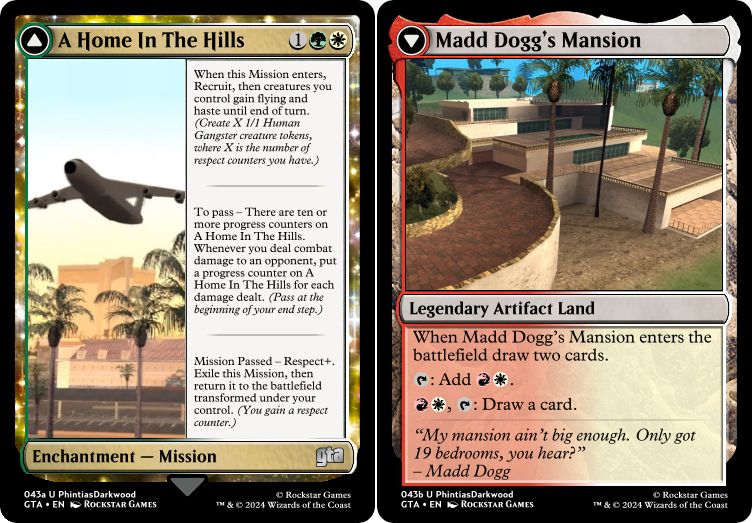 A Home In The Hills 1
When this Mission enters,
Recruit, then creatures you
control gain flying and
haste until end of turn.
(Create X 1/1 Human
Gangster creature tokens,
where X is the number of
respect counters you have.)
To pass – There are ten or
more progress counters on
A Home In The Hills.
Whenever you deal combat
damage to an opponent, put
a progress counter on A
Home In The Hills for each
damage dealt. (Pass at the
beginning of your end step.)
Mission Passed – Respect+.
Exile this Mission, then
return it to the battlefield
transformed under your
control. (You gain a respect
counter.)
Enchantment — Mission gta
043a U PhintiasDarkwood
GTA • EN Rockstar Games
© Rockstar Games
™ & © 2024 Wizards of the Coast
Madd Dogg's Mansion
Legendary Artifact Land
When Madd Dogg's Mansion enters the
battlefield draw two cards.
: Add .
, : Draw a card.
"My mansion ain't big enough. Only got
19 bedrooms, you hear?"
– Madd Dogg
043b U PhintiasDarkwood
GTA • EN Rockstar Games
© Rockstar Games
™ & © 2024 Wizards of the Coast